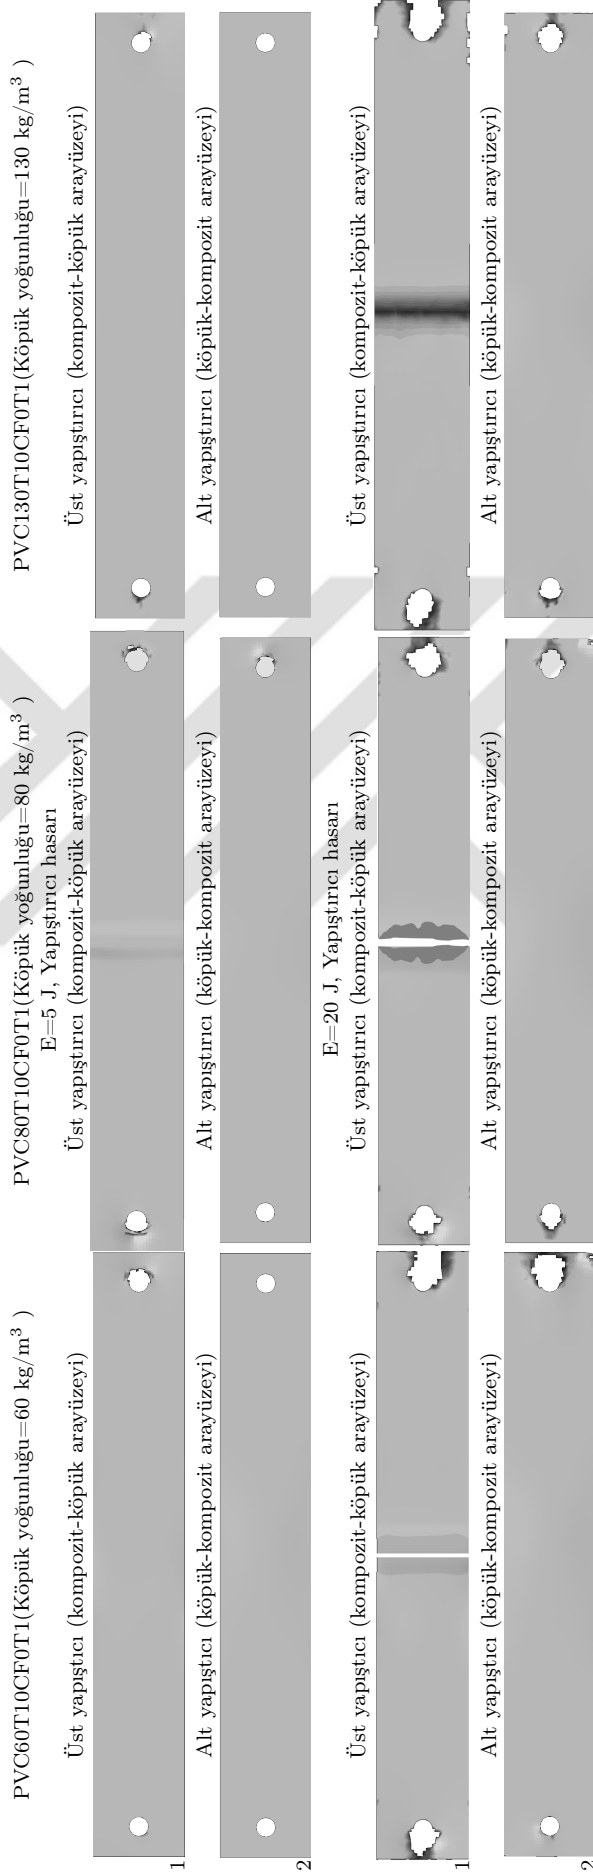 PVC60T10CF0T1(Köpük yoğunluğu=60 kg/m³ )
PVC80T10CF0T1(Köpük yoğunluğu=80 kg/m³ )
PVC130T10CF0T1(Köpük yoğunluğu=130 kg/m³ )
E=5 J, Yapıştırıcı hasarı
Üst yapıştıcı (kompozit-köpük arayüzeyi)
Üst yapıştırıcı (kompozit-köpük arayüzeyi)
Üst yapıştırıcı (kompozit-köpük arayüzeyi)
1
Alt yapıştıcı (köpük-kompozit arayüzeyi)
Alt yapıştırıcı (köpük-kompozit arayüzeyi)
Alt yapıştırıcı (köpük-kompozit arayüzeyi)
2
E=20 J, Yapıştırıcı hasarı
Üst yapıştıcı (kompozit-köpük arayüzeyi)
Üst yapıştırıcı (kompozit-köpük arayüzeyi)
Üst yapıştırıcı (kompozit-köpük arayüzeyi)
1
Alt yapıştıcı (köpük-kompozit arayüzeyi)
Alt yapıştırıcı (köpük-kompozit arayüzeyi)
Alt yapıştırıcı (köpük-kompozit arayüzeyi)
2